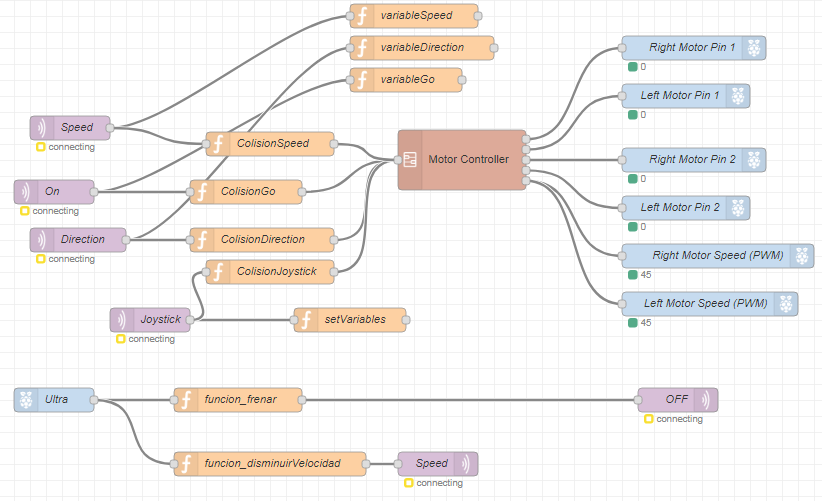 variableSpeed
variableDirection
variableGo
Right Motor Pin 1
0
Left Motor Pin 1
0
Speed
connecting
ColisionSpeed
Motor Controller
Right Motor Pin 2
0
On
connecting
ColisionGo
Left Motor Pin 2
0
Direction
connecting
ColisionDirection
Right Motor Speed (PWM)
45
ColisionJoystick
Left Motor Speed (PWM)
45
Joystick
connecting
setVariables
Ultra
funcion_frenar
OFF
connecting
funcion_disminuirVelocidad
Speed
connecting